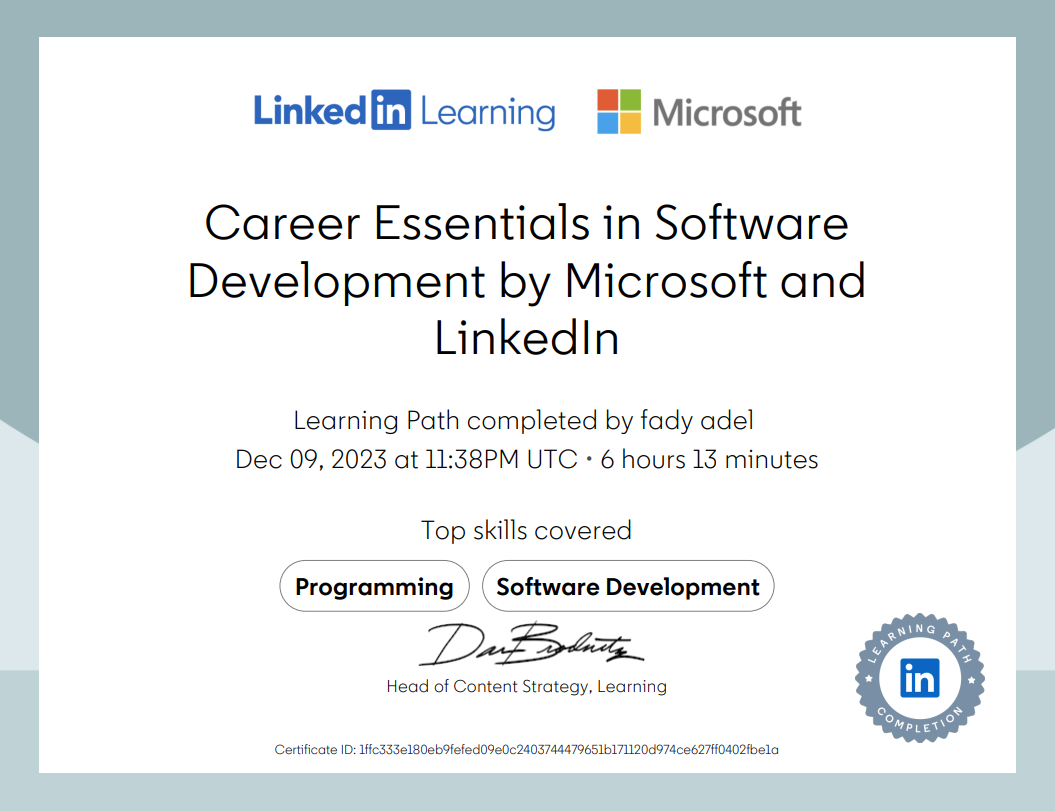 Linked in Learning Microsoft
Career Essentials in Software
Development by Microsoft and
LinkedIn
Learning Path completed by fady adel
Dec 09, 2023 at 11:38PM UTC • 6 hours 13 minutes
Top skills covered
Programming Software Development
Dan Brodnitz
Head of Content Strategy, Learning
LEARNING PATH
in
COMPLETION
Certificate ID: 1ffc333e180eb9fefed09e0c2403744479651b171120d974ce627ff0402fbe1a